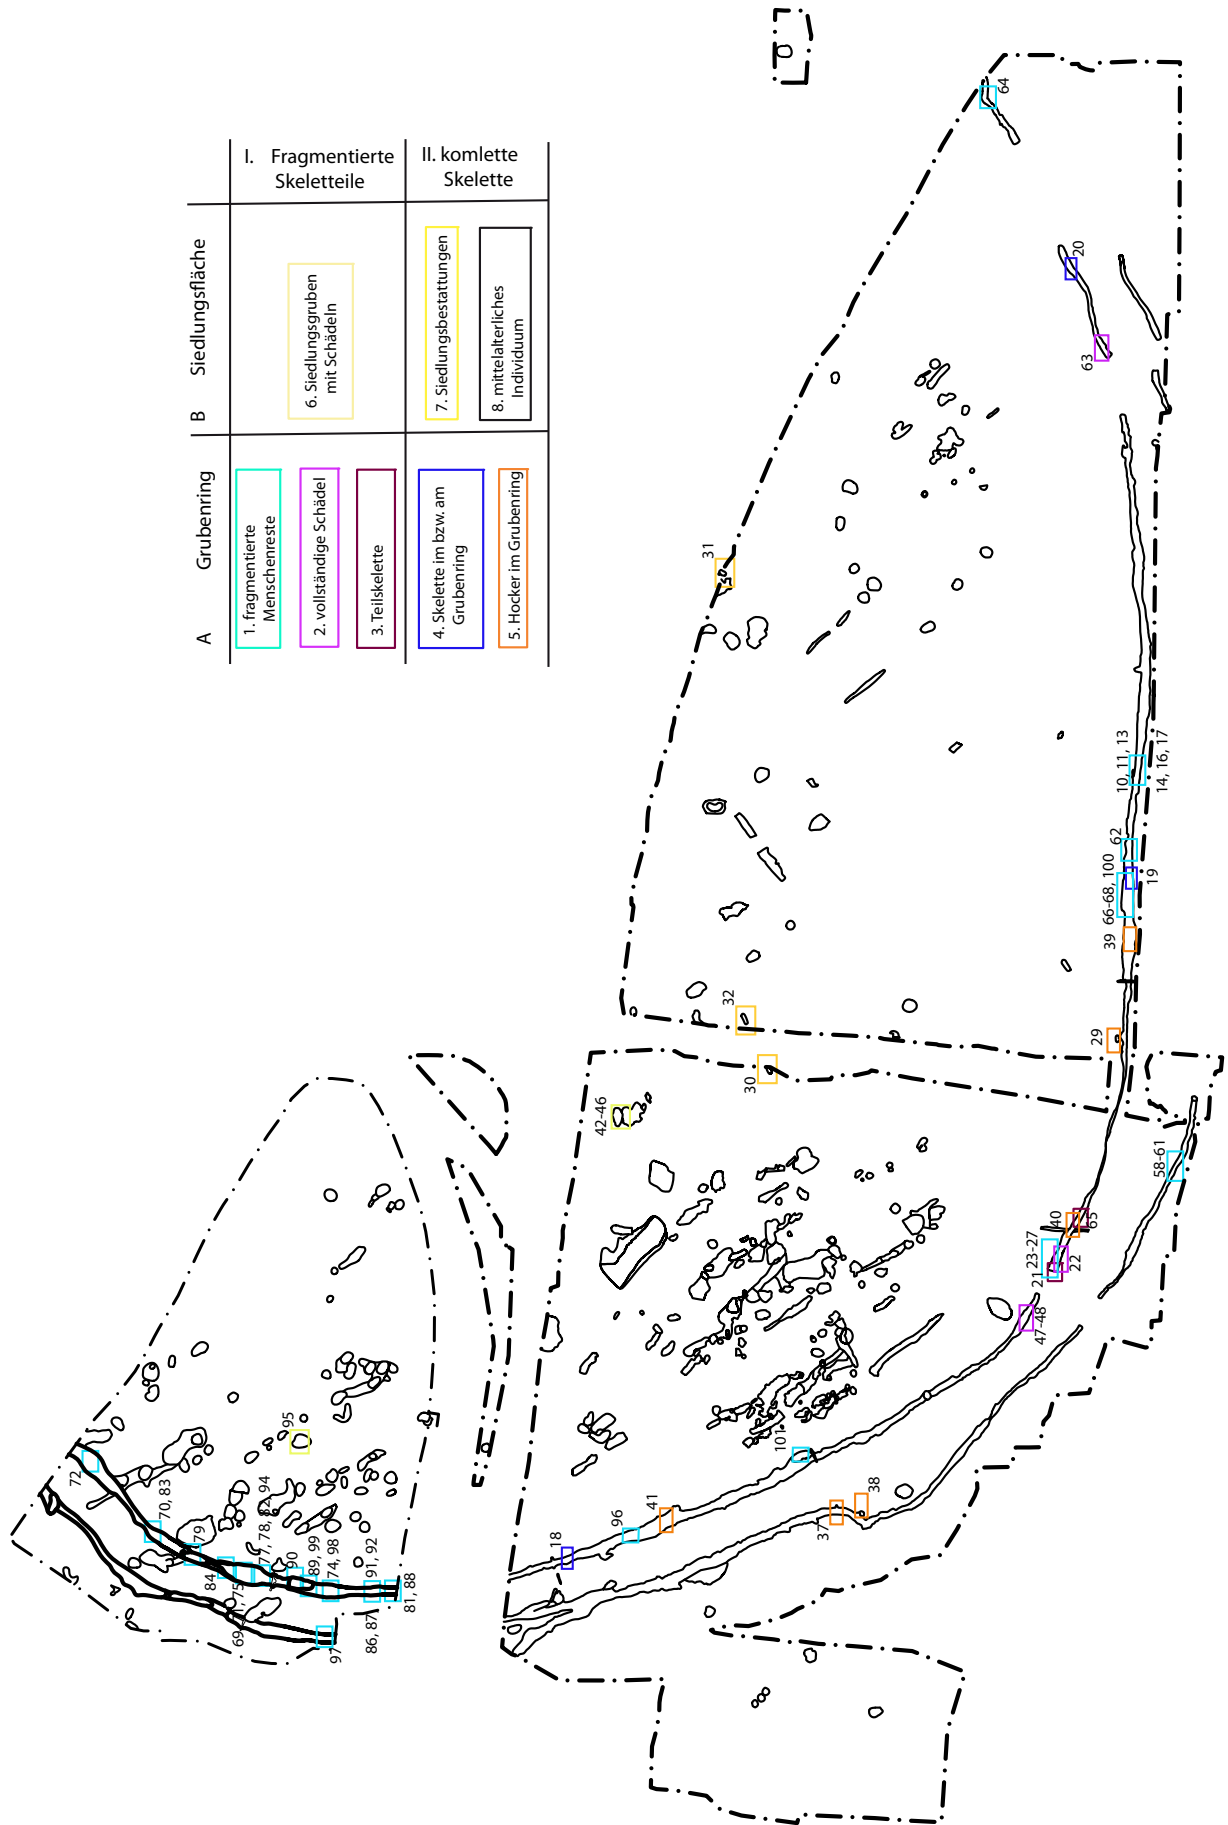 A Grubenring
B Siedlungsfläche
I. Fragmentierte
Skeletteile
1. fragmentierte
Menschenreste
2. vollständige Schädel
3. Teilskelette
6. Siedlungsgruben
mit Schädeln
II. komlette
Skelette
4. Skelette im bzw. am
Grubenring
5. Hocker im Grubenring
7. Siedlungsbestattungen
8. mittelalterliches
Individuum
64
20
63
31
10, 11, 13
14, 16, 17
62
66-68, 100
19
39
32
29
30
42-46
58-61
40
65
23-27
21
22
47-48
101
38
37
41
96
18
95
72
70, 83
79
84
77, 78, 82, 94
75
69
90
89, 99
74, 98
91, 92
86, 87
81, 88
97